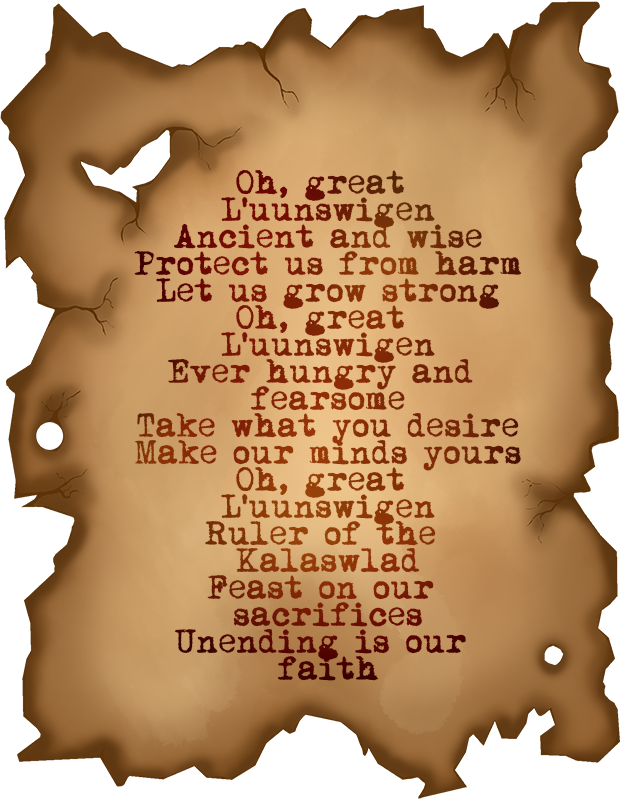 Oh, great
L'uunswigen
Ancient and wise
Protect us from harm
Let us grow strong
Oh, great
L'uunswigen
Ever hungry and
fearsome
Take what you desire
Make our minds yours
Oh, great
L'uunswigen
Ruler of the
Kalaswlad
Feast on our
sacrifices
Unending is our
faith